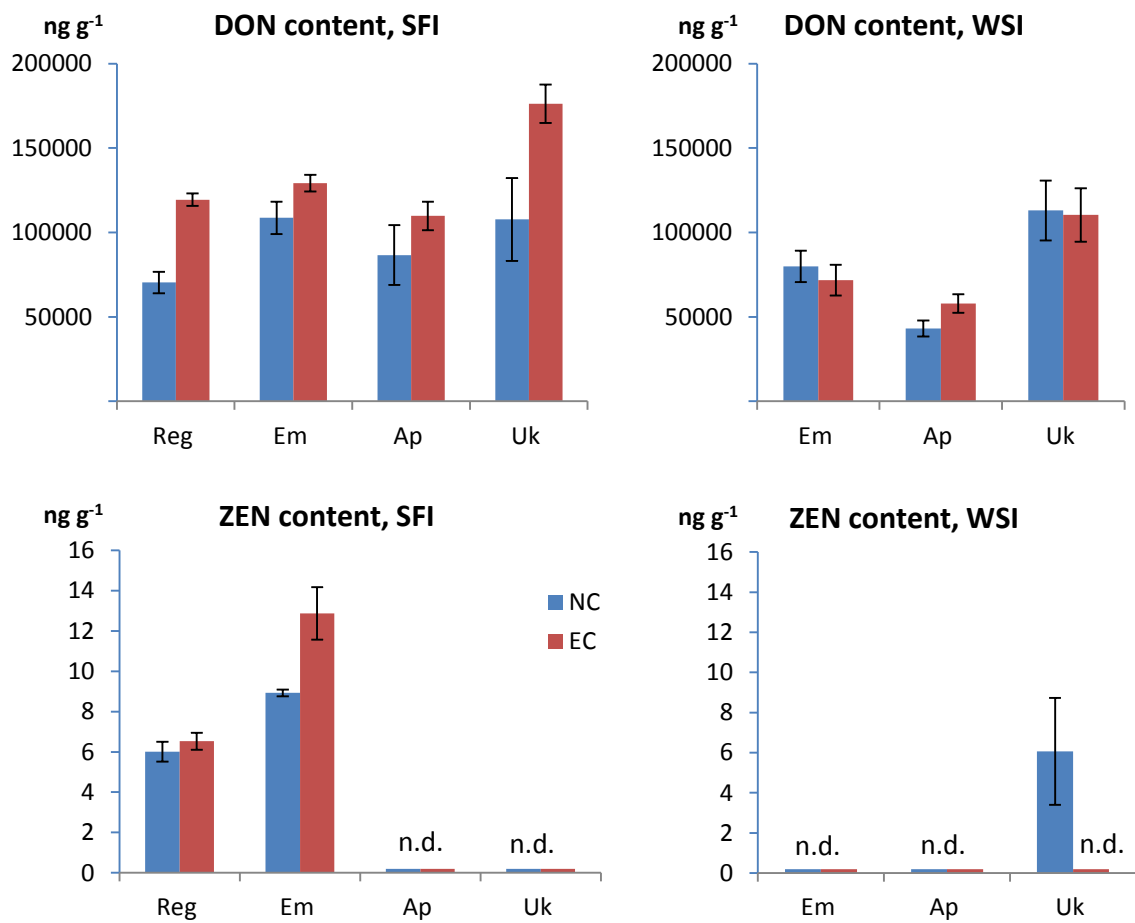 ng g-1 DON content, SFI
200000
150000
100000
50000
Reg Em Ap Uk
ng g-1 DON content, WSI
200000
150000
100000
50000
Em Ap Uk
ng g-1 ZEN content, SFI
16
14
12
10
8
6
4
2
0
NC
EC
n.d. n.d.
Reg Em Ap Uk
ng g-1 ZEN content, WSI
16
14
12
10
8
6
4
2
0
n.d. n.d. n.d.
Em Ap Uk